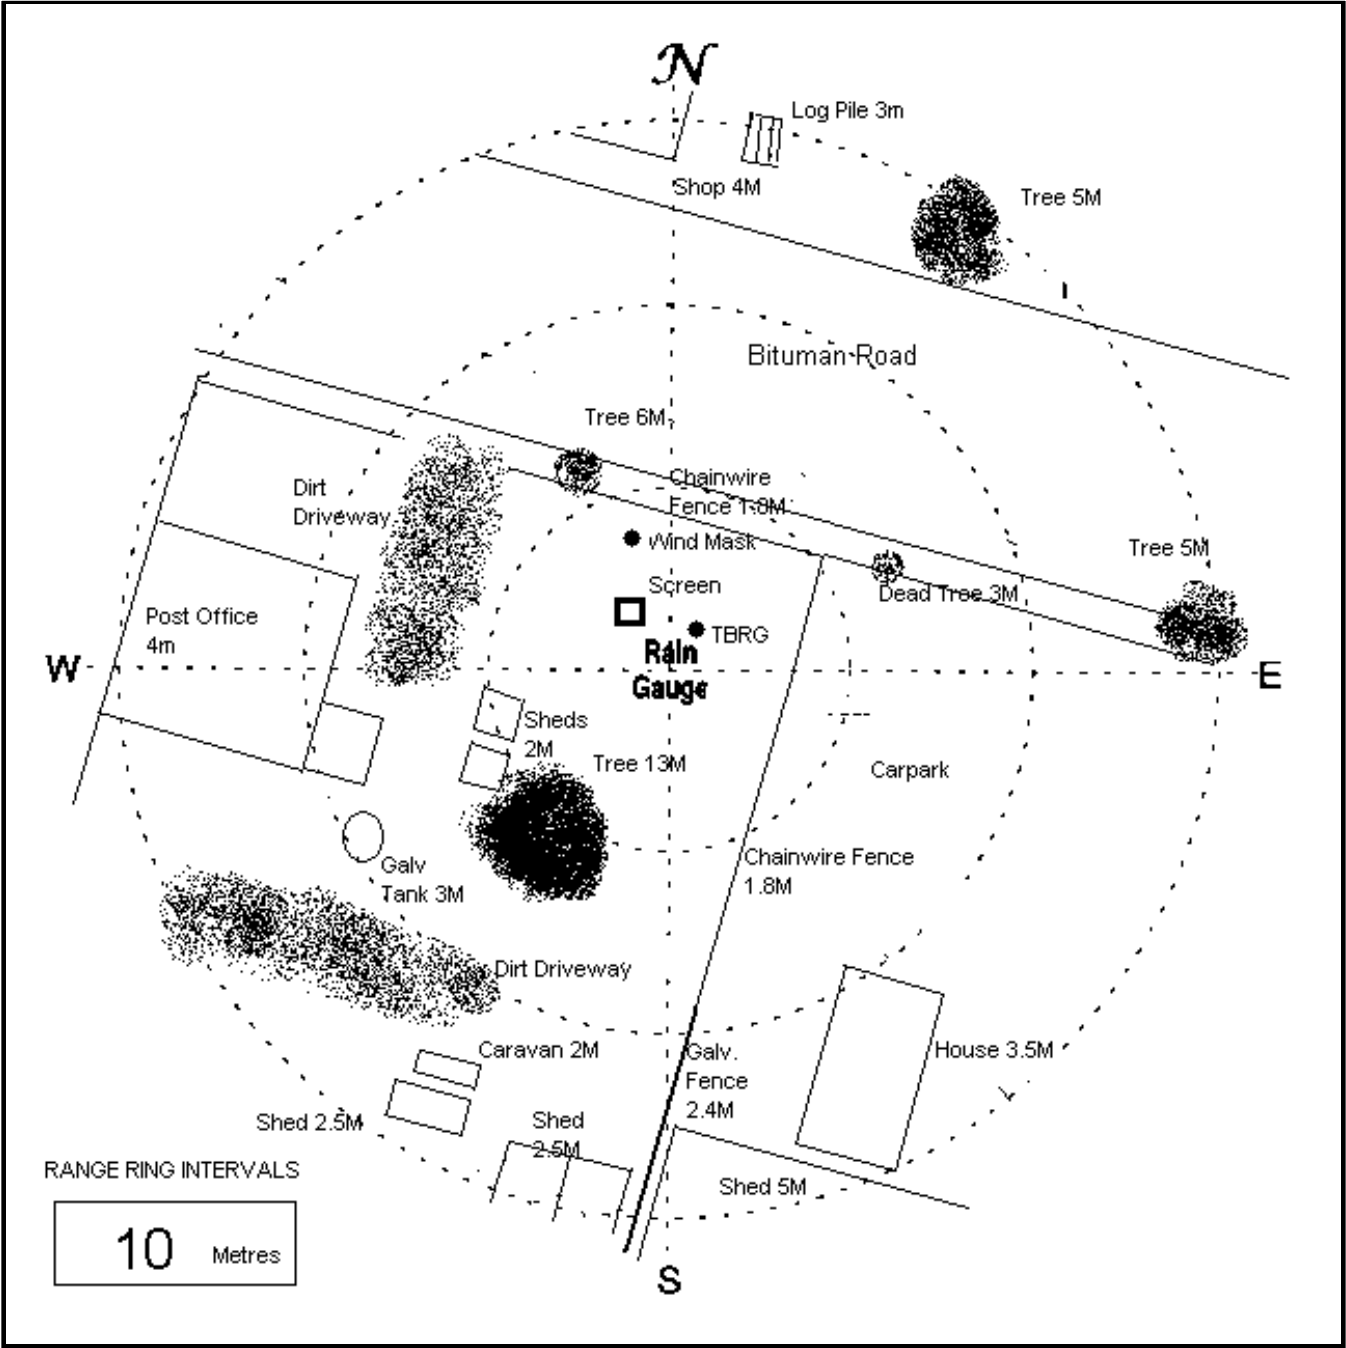 N
Log Pile 3m
Shop 4M
Tree 5M
Bituman Road
Tree 6M
Chainwire
Fence 1.8M
Dirt
Driveway
Wind Mask
Tree 5M
Screen
Dead Tree 3M
Post Office
4m
TBRG
Rain
Gauge
W
E
Sheds
2M
Tree 13M
Carpark
Galv
Tank 3M
Chainwire Fence
1.8M
Dirt Driveway
Caravan 2M
Galv.
Fence
2.4M
House 3.5M
Shed 2.5M
Shed
2.5M
Shed 5M
RANGE RING INTERVALS
10 Metres
S